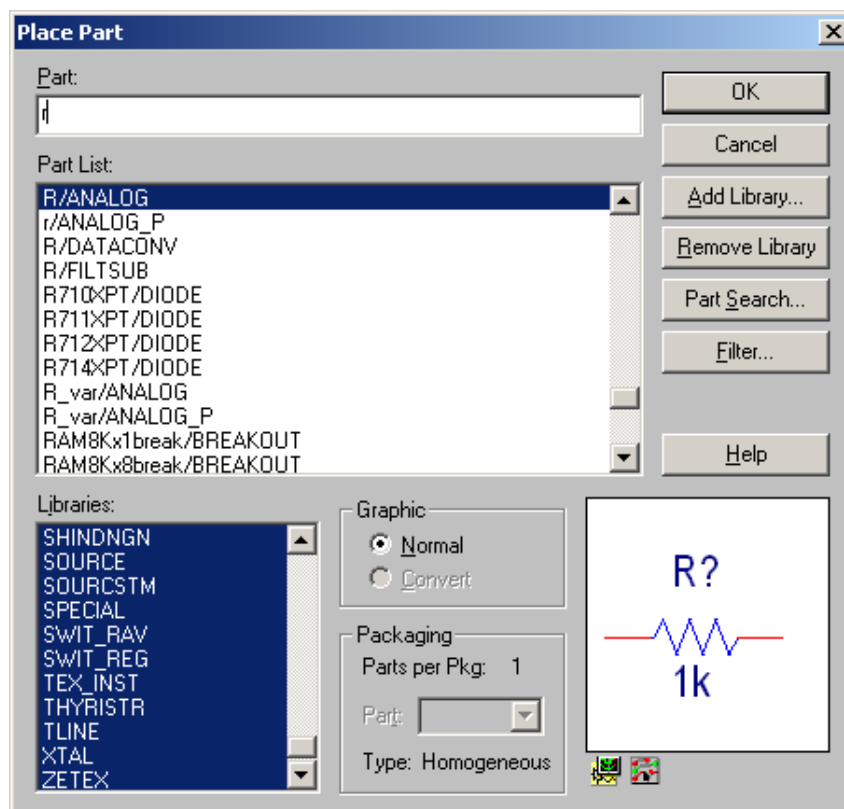 Place Part
Part:
r
OK
Cancel
Part List:
R/ANALOG
r/ANALOG_P
R/DATACONV
R/FILTSUB
R710XPT/DIODE
R711XPT/DIODE
R712XPT/DIODE
R714XPT/DIODE
R_var/ANALOG
R_var/ANALOG_P
RAM8Kx1break/BREAKOUT
RAM8Kx8break/BREAKOUT
Add Library...
Remove Library
Part Search...
Filter...
Help
Libraries:
SHINDNGN
SOURCE
SOURCSTM
SPECIAL
SWIT_RAV
SWIT_REG
TEX_INST
THYRISTR
TLINE
XTAL
ZETEX
Graphic
Normal
Convert
Packaging
Parts per Pkg: 1
Part:
Type: Homogeneous
R?
1k